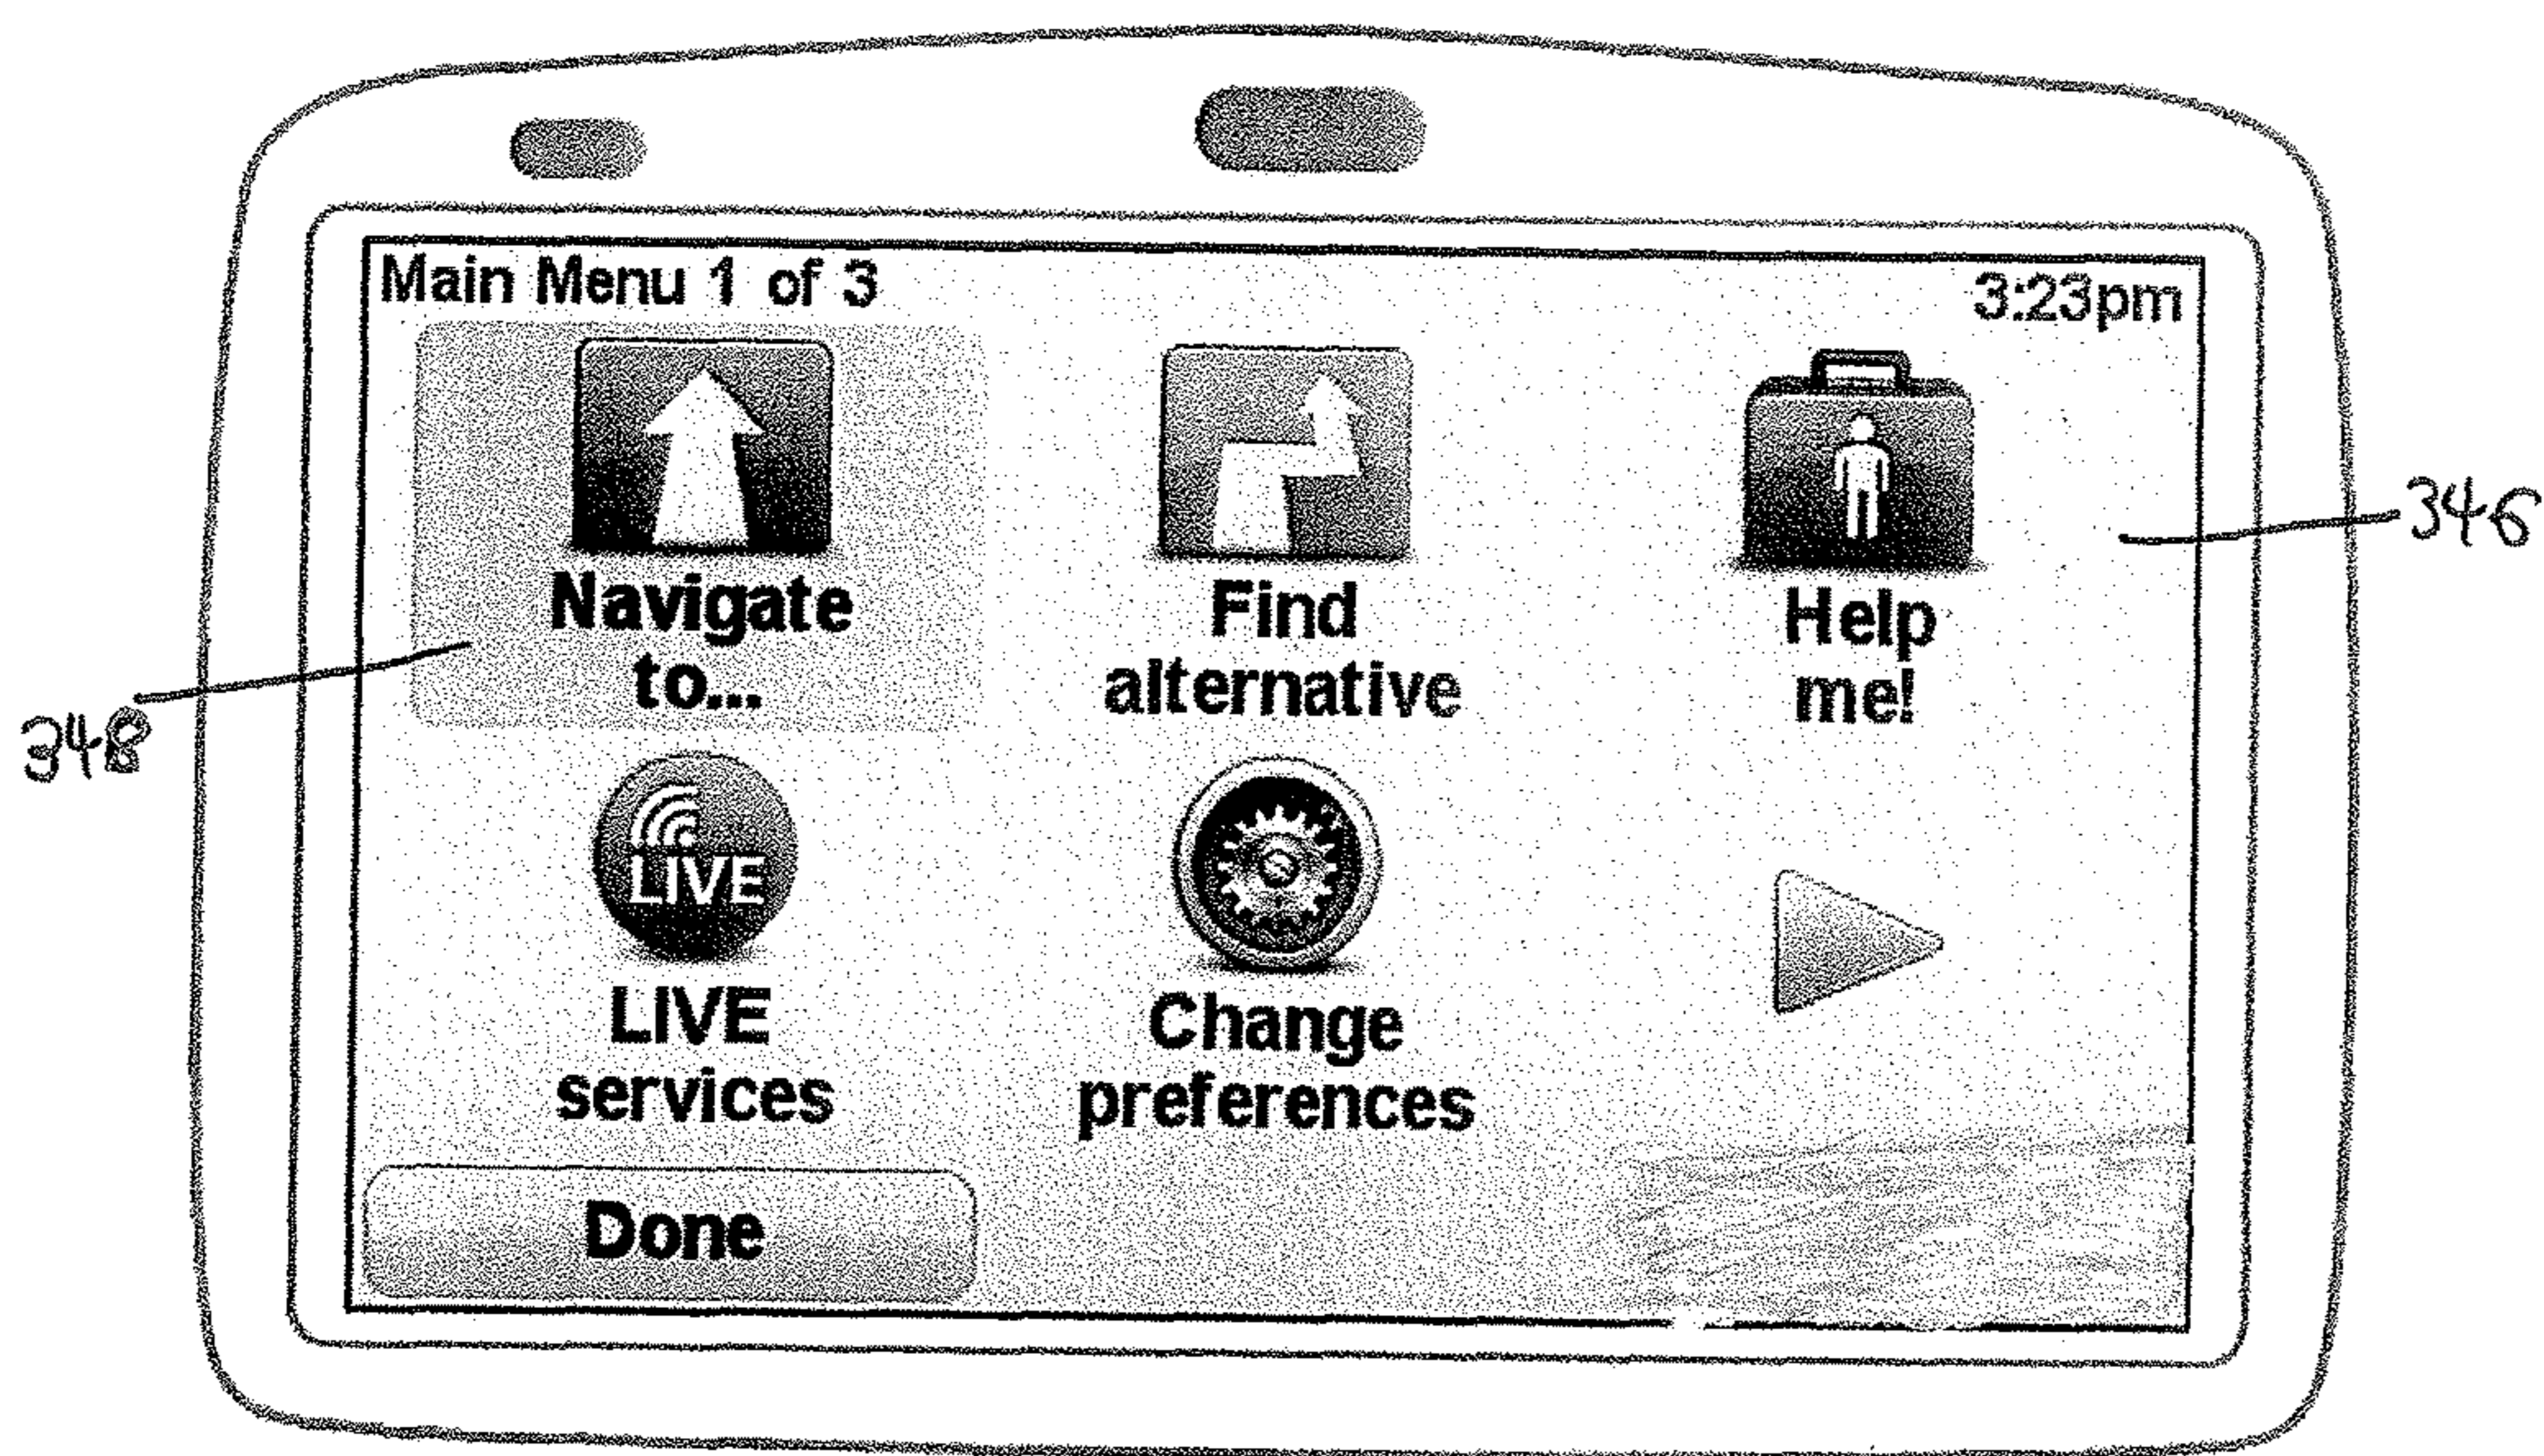 Main Menu 1 of 3
3:23pm
Navigate
to...
Find
alternative
Help
me!
346
348
LIVE
LIVE
services
Change
preferences
Done